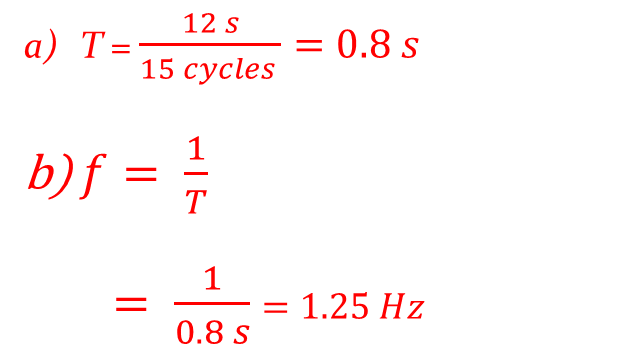 a) T = 12 s / 15 cycles = 0.8 s
b) f = 1 / T
= 1 / 0.8 s = 1.25 Hz